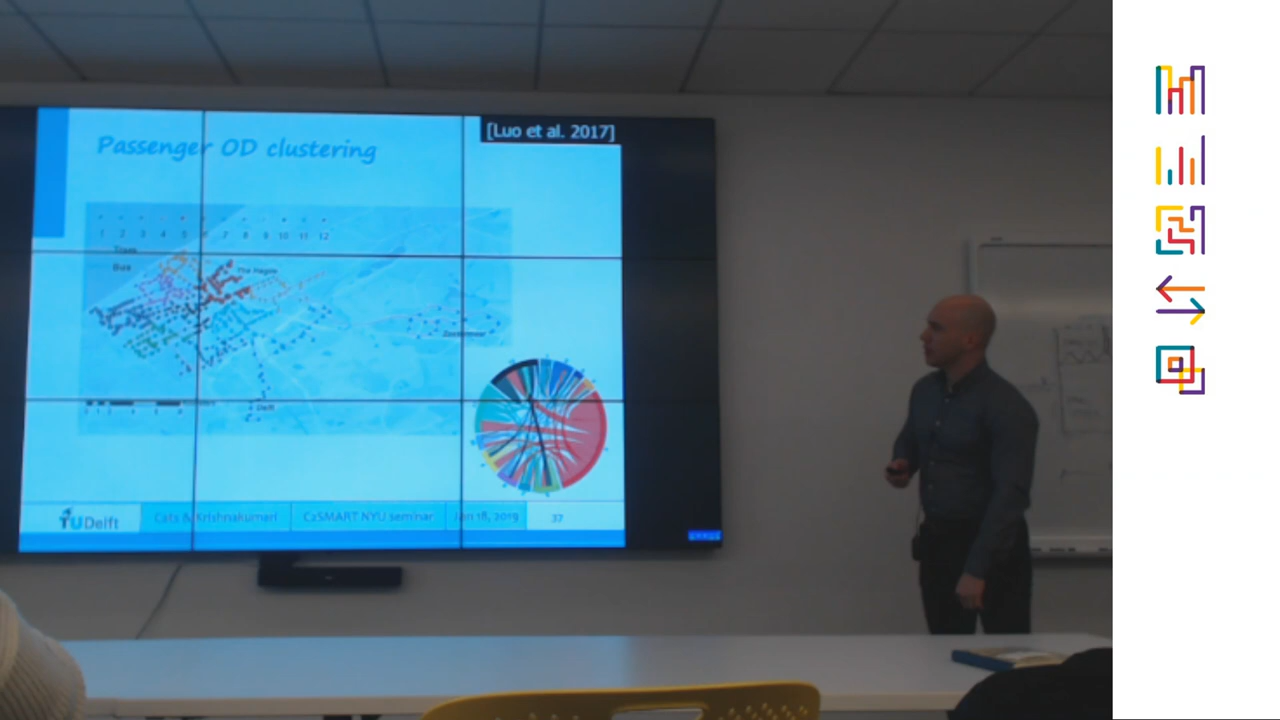 [Luo et al. 2017]
Passenger OD clustering
1 2 3 4 5 6 7 8 9 10 11 12
Tram
Bus
The Hague
Zoetermeer
Delft
TUDelft
Cats & Krishnakumari
C2SMART NYU seminar
Jan 18, 2019
37